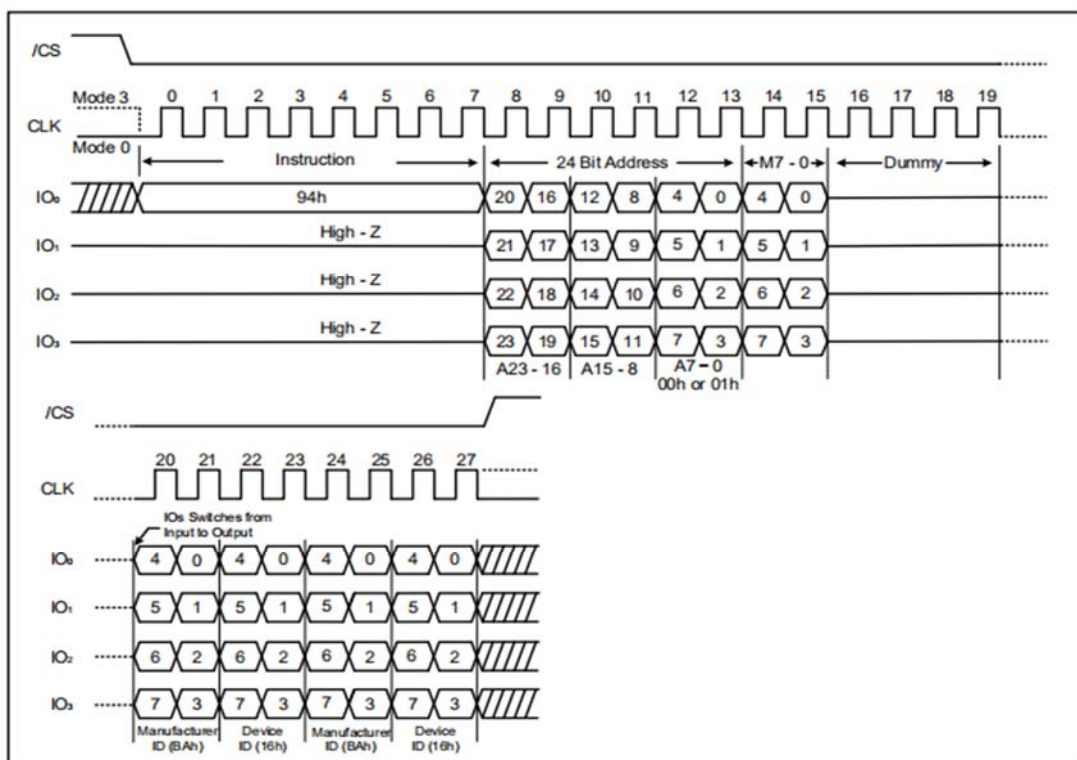 /CS
Mode 3 0 1 2 3 4 5 6 7 8 9 10 11 12 13 14 15 16 17 18 19
CLK
Mode 0
Instruction 24 Bit Address M7 - 0 Dummy
IO₀ 94h 20 16 12 8 4 0 4 0
High - Z
IO₁ 21 17 13 9 5 1 5 1
High - Z
IO₂ 22 18 14 10 6 2 6 2
High - Z
IO₃ 23 19 15 11 7 3 7 3
A23 - 16 A15 - 8 A7 – 0
00h or 01h
/CS
20 21 22 23 24 25 26 27
CLK
IOs Switches from
Input to Output
IO₀ 4 0 4 0 4 0 4 0
IO₁ 5 1 5 1 5 1 5 1
IO₂ 6 2 6 2 6 2 6 2
IO₃ 7 3 7 3 7 3 7 3
Manufacturer Device Manufacturer Device
ID (BAh) ID (16h) ID (BAh) ID (16h)